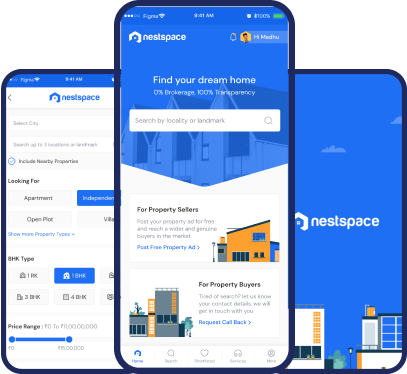 Figma
9:41 AM
nestspace
Select City
Search up to 3 locations or landmark
Include Nearby Properties
Looking For
Apartment
Independen
Open Plot
Villa
Show more Property Types
BHK Type
1 RK
1 BHK
3 BHK
4 BHK
Price Range : ₹0 To ₹1,00,00,000
₹0
₹15,00,000
Figma
9:41 AM
100%
nestspace
Hi Madhu
Find your dream home
0% Brokerage, 100% Transparency
Search by locality or landmark
For Property Sellers
Post your property ad for free
and reach a wider and genuine
buyers in the market.
Post Free Property Ad >
For Property Buyers
Tired of search? let us know
your contact details, we will
get in touch with you
Request Call Back >
Home
Search
Shortlisted
Services
More
nestspace